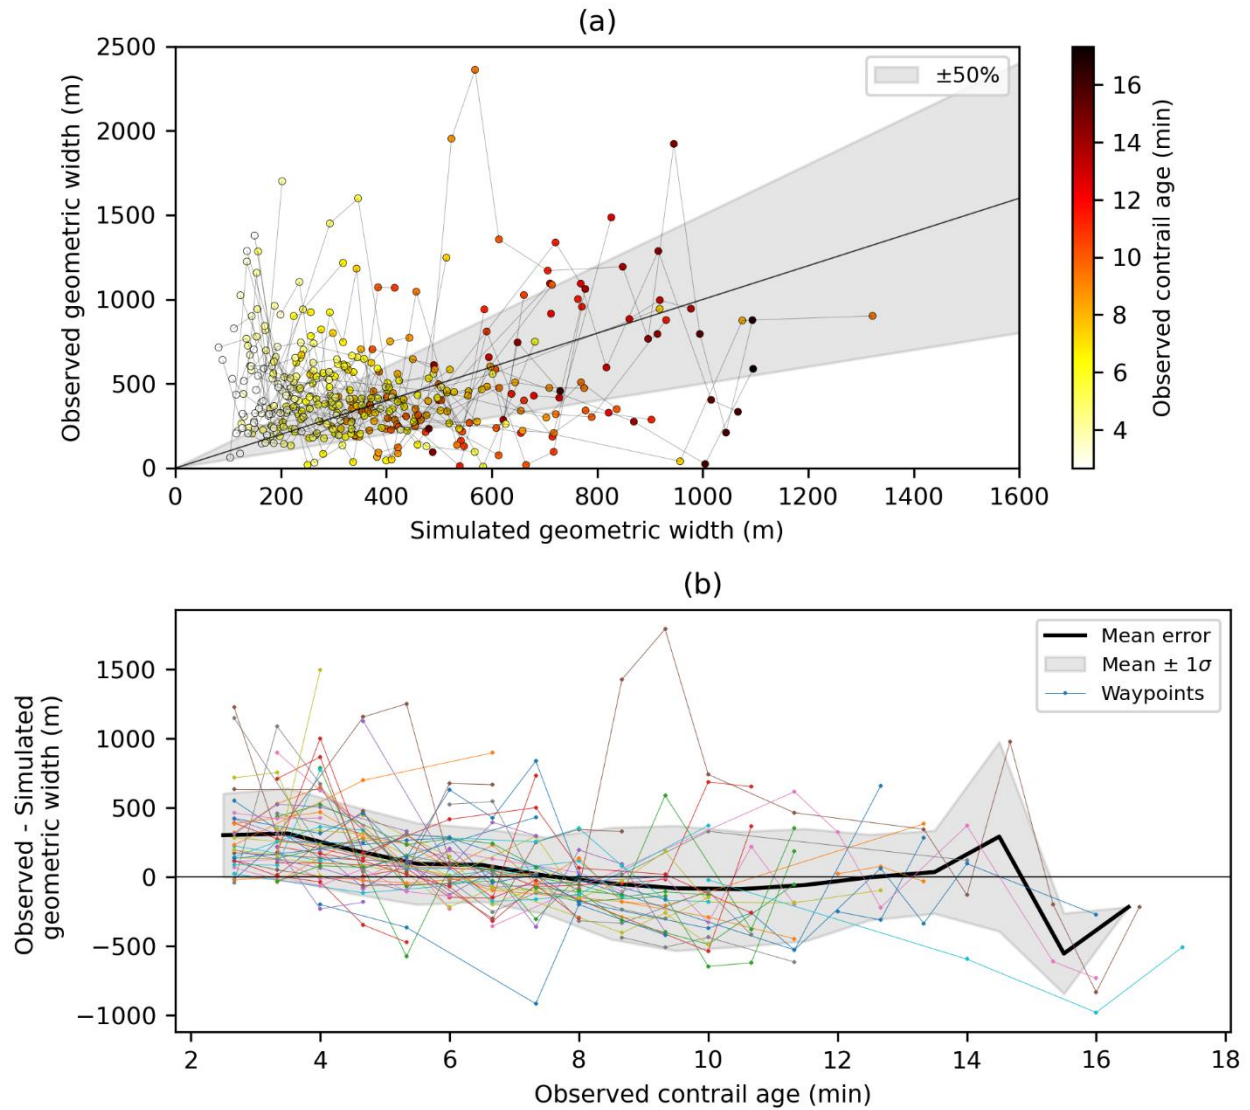 (a)
Observed geometric width (m)
2500
2000
1500
1000
500
0
±50%
0 200 400 600 800 1000 1200 1400 1600
Simulated geometric width (m)
16
14
12
10
8
6
4
Observed contrail age (min)
(b)
Observed - Simulated
geometric width (m)
1500
1000
500
0
−500
−1000
Mean error
Mean ± 1σ
Waypoints
2 4 6 8 10 12 14 16 18
Observed contrail age (min)